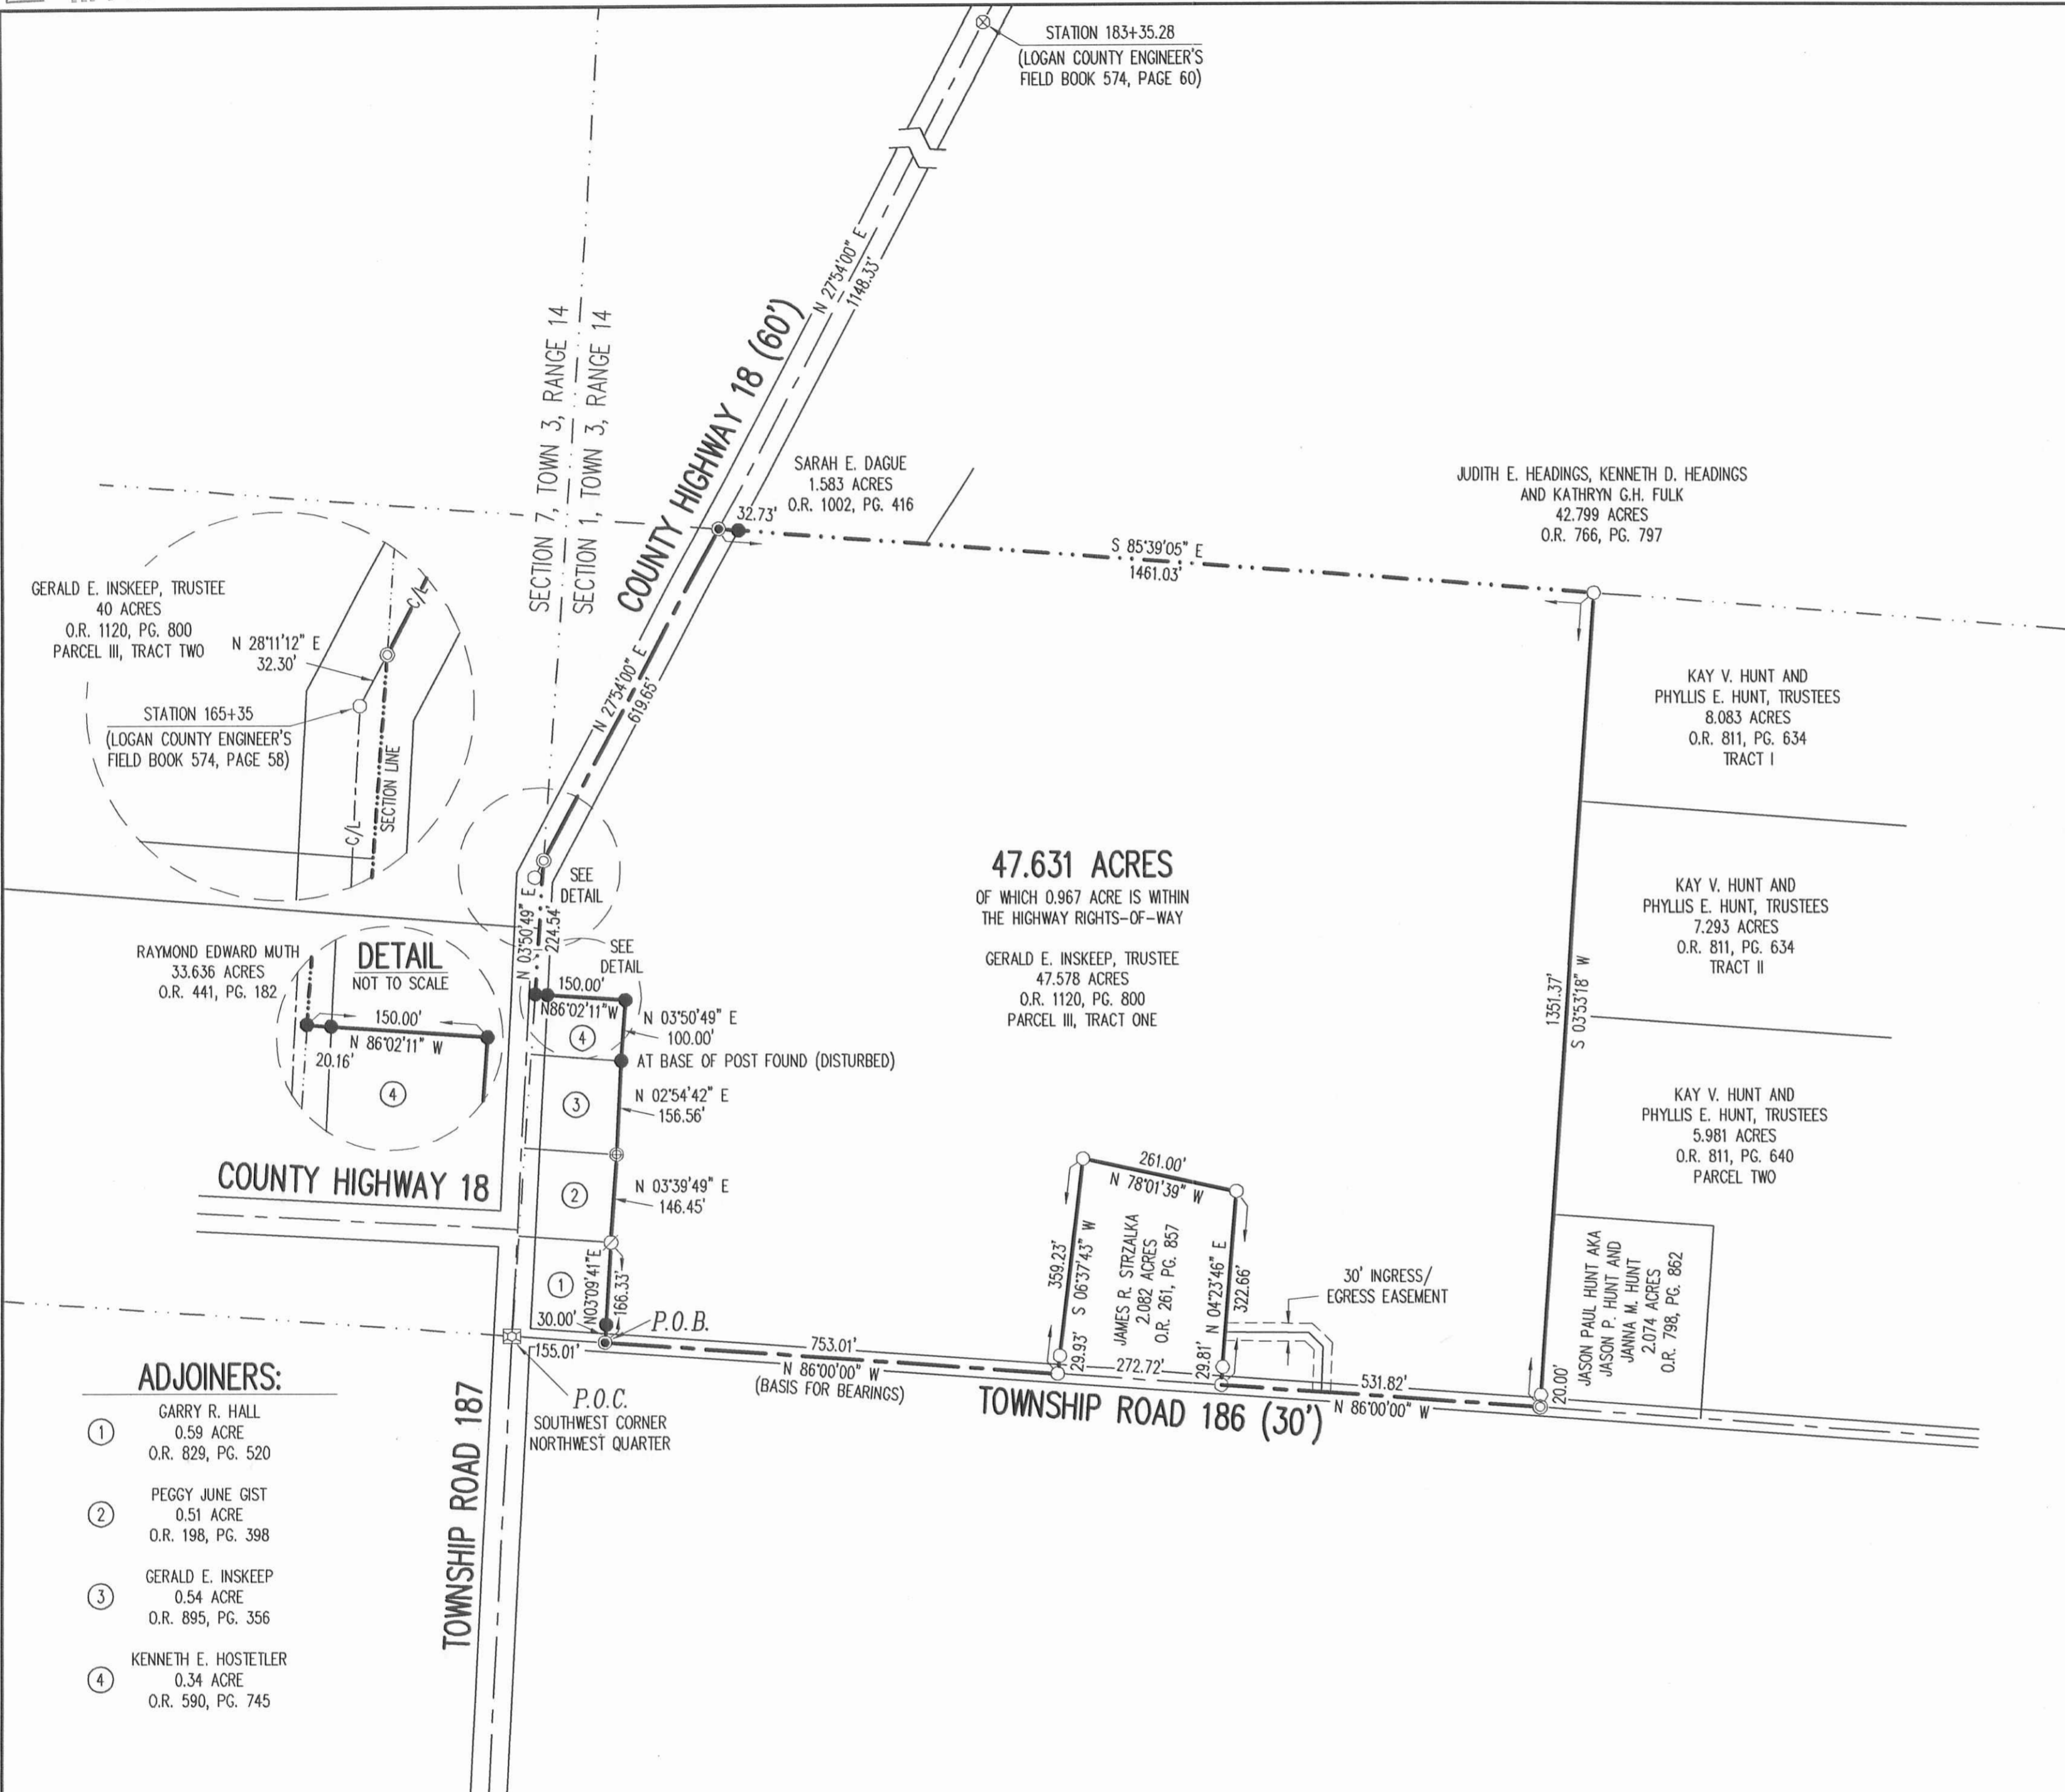 STATION 183+35.28
(LOGAN COUNTY ENGINEER'S
FIELD BOOK 574, PAGE 60)
N 27°54'00" E
1148.33'
SECTION 7, TOWN 3, RANGE 14
SECTION 1, TOWN 3, RANGE 14
COUNTY HIGHWAY 18 (60')
SARAH E. DAGUE
1.583 ACRES
O.R. 1002, PG. 416
32.73'
JUDITH E. HEADINGS, KENNETH D. HEADINGS
AND KATHRYN G.H. FULK
42.799 ACRES
O.R. 766, PG. 797
S 85°39'05" E
1461.03'
GERALD E. INSKEEP, TRUSTEE
40 ACRES
O.R. 1120, PG. 800
PARCEL III, TRACT TWO
N 28°11'12" E
32.30'
C/L
STATION 165+35
(LOGAN COUNTY ENGINEER'S
FIELD BOOK 574, PAGE 58)
SECTION LINE
C/L
N 27°54'00" E
619.65'
KAY V. HUNT AND
PHYLLIS E. HUNT, TRUSTEES
8.083 ACRES
O.R. 811, PG. 634
TRACT I
SEE
DETAIL
N 03°50'49" E
224.54'
47.631 ACRES
OF WHICH 0.967 ACRE IS WITHIN
THE HIGHWAY RIGHTS-OF-WAY
GERALD E. INSKEEP, TRUSTEE
47.578 ACRES
O.R. 1120, PG. 800
PARCEL III, TRACT ONE
KAY V. HUNT AND
PHYLLIS E. HUNT, TRUSTEES
7.293 ACRES
O.R. 811, PG. 634
TRACT II
1351.37'
S 03°53'18" W
RAYMOND EDWARD MUTH
33.636 ACRES
O.R. 441, PG. 182
DETAIL
NOT TO SCALE
150.00'
N 86°02'11" W
20.16'
4
SEE
DETAIL
150.00'
N86°02'11"W
4
N 03°50'49" E
100.00'
AT BASE OF POST FOUND (DISTURBED)
3
N 02°54'42" E
156.56'
KAY V. HUNT AND
PHYLLIS E. HUNT, TRUSTEES
5.981 ACRES
O.R. 811, PG. 640
PARCEL TWO
COUNTY HIGHWAY 18
2
N 03°39'49" E
146.45'
261.00'
N 78°01'39" W
359.23'
S 06°37'43" W
JAMES R. STRZALKA
2.082 ACRES
O.R. 261, PG. 857
N 04°23'46" E
322.66'
30' INGRESS/
EGRESS EASEMENT
JASON PAUL HUNT AKA
JASON P. HUNT AND
JANNA M. HUNT
2.074 ACRES
O.R. 798, PG. 862
1
N03°09'41"E
166.33'
30.00'
P.O.B.
155.01'
753.01'
N 86°00'00" W
(BASIS FOR BEARINGS)
29.93'
272.72'
29.81'
531.82'
N 86°00'00" W
20.00'
TOWNSHIP ROAD 186 (30')
P.O.C.
SOUTHWEST CORNER
NORTHWEST QUARTER
TOWNSHIP ROAD 187
ADJOINERS:
1
GARRY R. HALL
0.59 ACRE
O.R. 829, PG. 520
2
PEGGY JUNE GIST
0.51 ACRE
O.R. 198, PG. 398
3
GERALD E. INSKEEP
0.54 ACRE
O.R. 895, PG. 356
4
KENNETH E. HOSTETLER
0.34 ACRE
O.R. 590, PG. 745